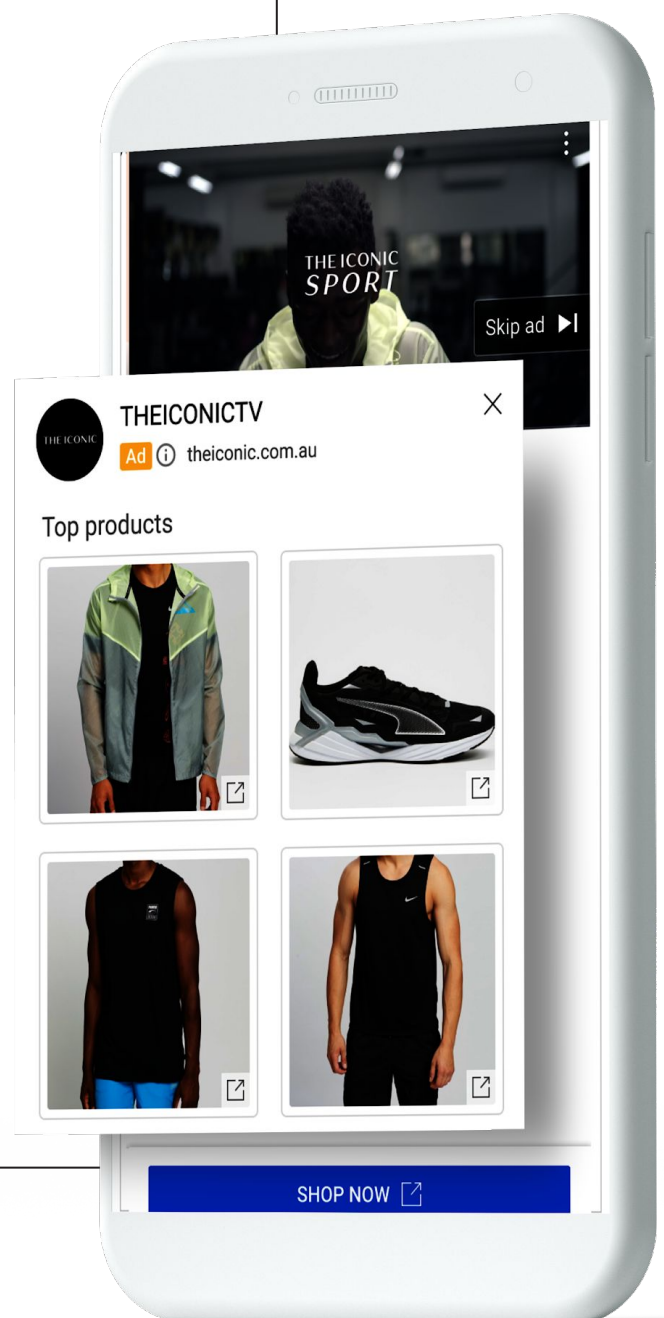 THE ICONIC
SPORT
Skip ad
THE ICONIC
THEICONICTV
Ad theiconic.com.au
Top products
SHOP NOW